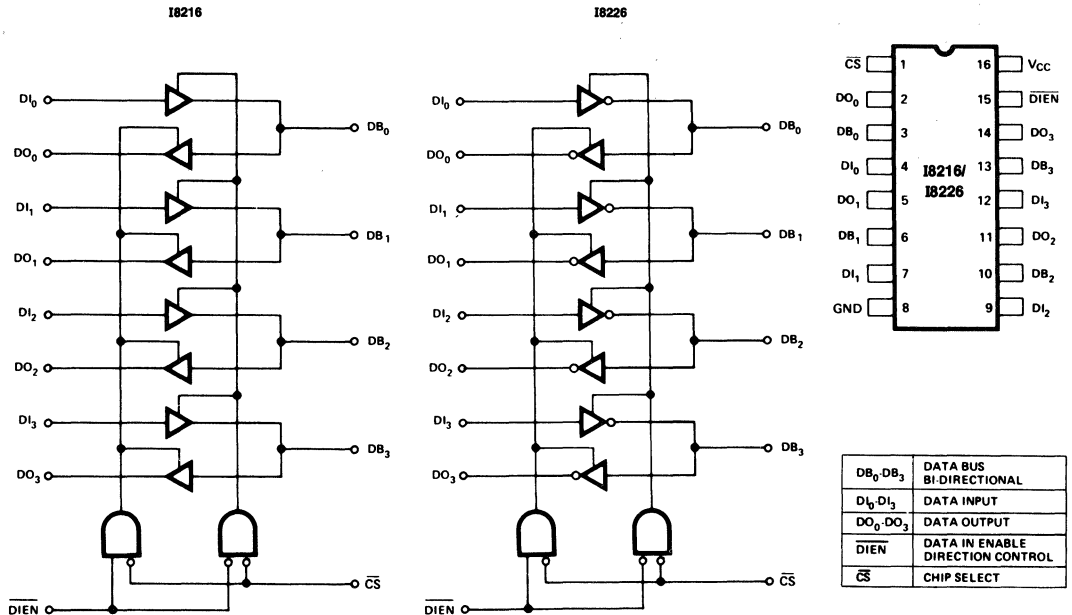 I8216
DI0
DO0
DB0
DI1
DO1
DB1
DI2
DO2
DB2
DI3
DO3
DB3
CS
DIEN
I8226
DI0
DO0
DB0
DI1
DO1
DB1
DI2
DO2
DB2
DI3
DO3
DB3
CS
DIEN
CS 1 16 VCC
DO0 2 15 DIEN
DB0 3 14 DO3
DI0 4 13 DB3
I8216/
I8226
DO1 5 12 DI3
DB1 6 11 DO2
DI1 7 10 DB2
GND 8 9 DI2
DB0-DB3 DATA BUS
BI-DIRECTIONAL
DI0-DI3 DATA INPUT
DO0-DO3 DATA OUTPUT
DIEN DATA IN ENABLE
DIRECTION CONTROL
CS CHIP SELECT